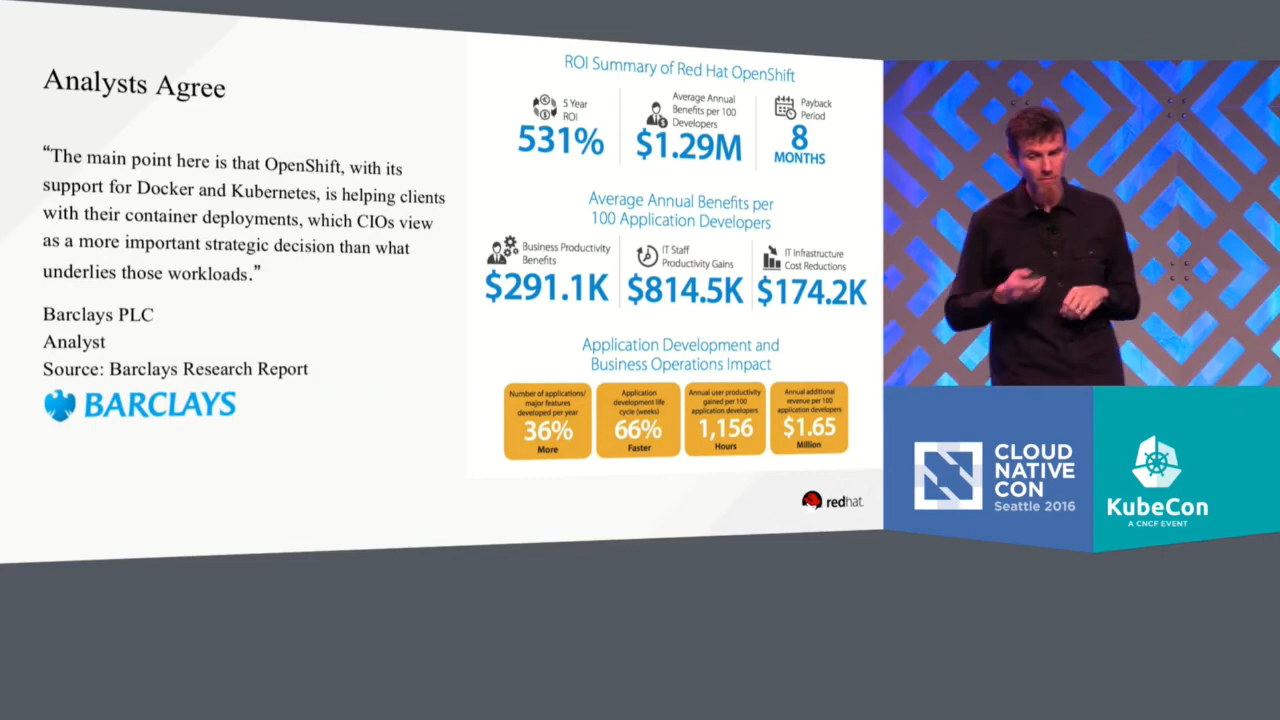 Analysts Agree
“The main point here is that OpenShift, with its
support for Docker and Kubernetes, is helping clients
with their container deployments, which CIOs view
as a more important strategic decision than what
underlies those workloads.”
Barclays PLC
Analyst
Source: Barclays Research Report
BARCLAYS
ROI Summary of Red Hat OpenShift
5 Year
ROI
531%
Average Annual
Benefits per 100
Developers
$1.29M
Payback
Period
8
MONTHS
Average Annual Benefits per
100 Application Developers
Business Productivity
Benefits
$291.1K
IT Staff
Productivity Gains
$814.5K
IT Infrastructure
Cost Reductions
$174.2K
Application Development and
Business Operations Impact
Number of applications/
major features
developed per year
36%
More
Application
development life
cycle (weeks)
66%
Faster
Annual user productivity
gained per 100
application developers
1,156
Hours
Annual additional
revenue per 100
application developers
$1.65
Million
redhat.
CLOUD
NATIVE
CON
Seattle 2016
KubeCon
A CNCF EVENT